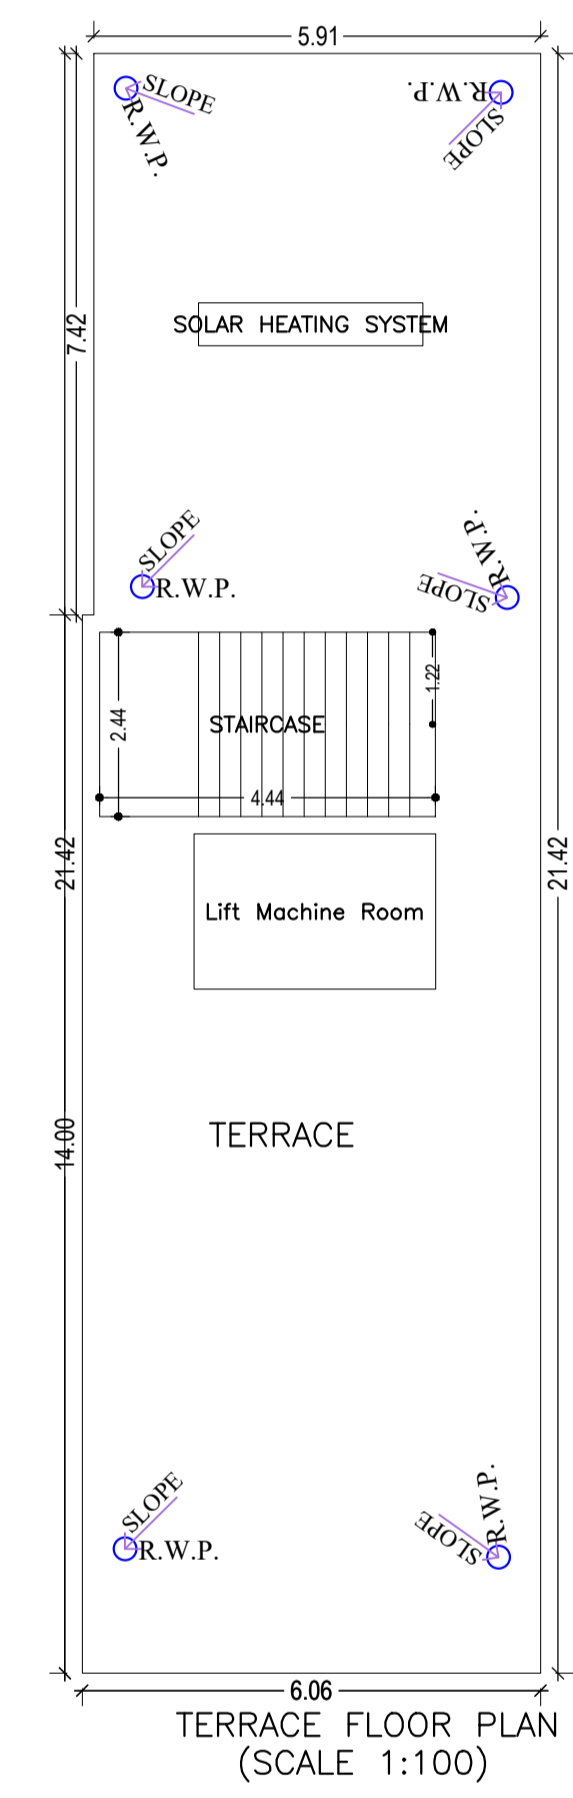 5.91
SLOPE
R.W.P.
R.W.P.
SLOPE
7.42
SOLAR HEATING SYSTEM
SLOPE
R.W.P.
R.W.P.
SLOPE
2.44
STAIRCASE
1.22
4.44
21.42
21.42
Lift Machine Room
14.00
TERRACE
SLOPE
R.W.P.
R.W.P.
SLOPE
6.06
TERRACE FLOOR PLAN
(SCALE 1:100)